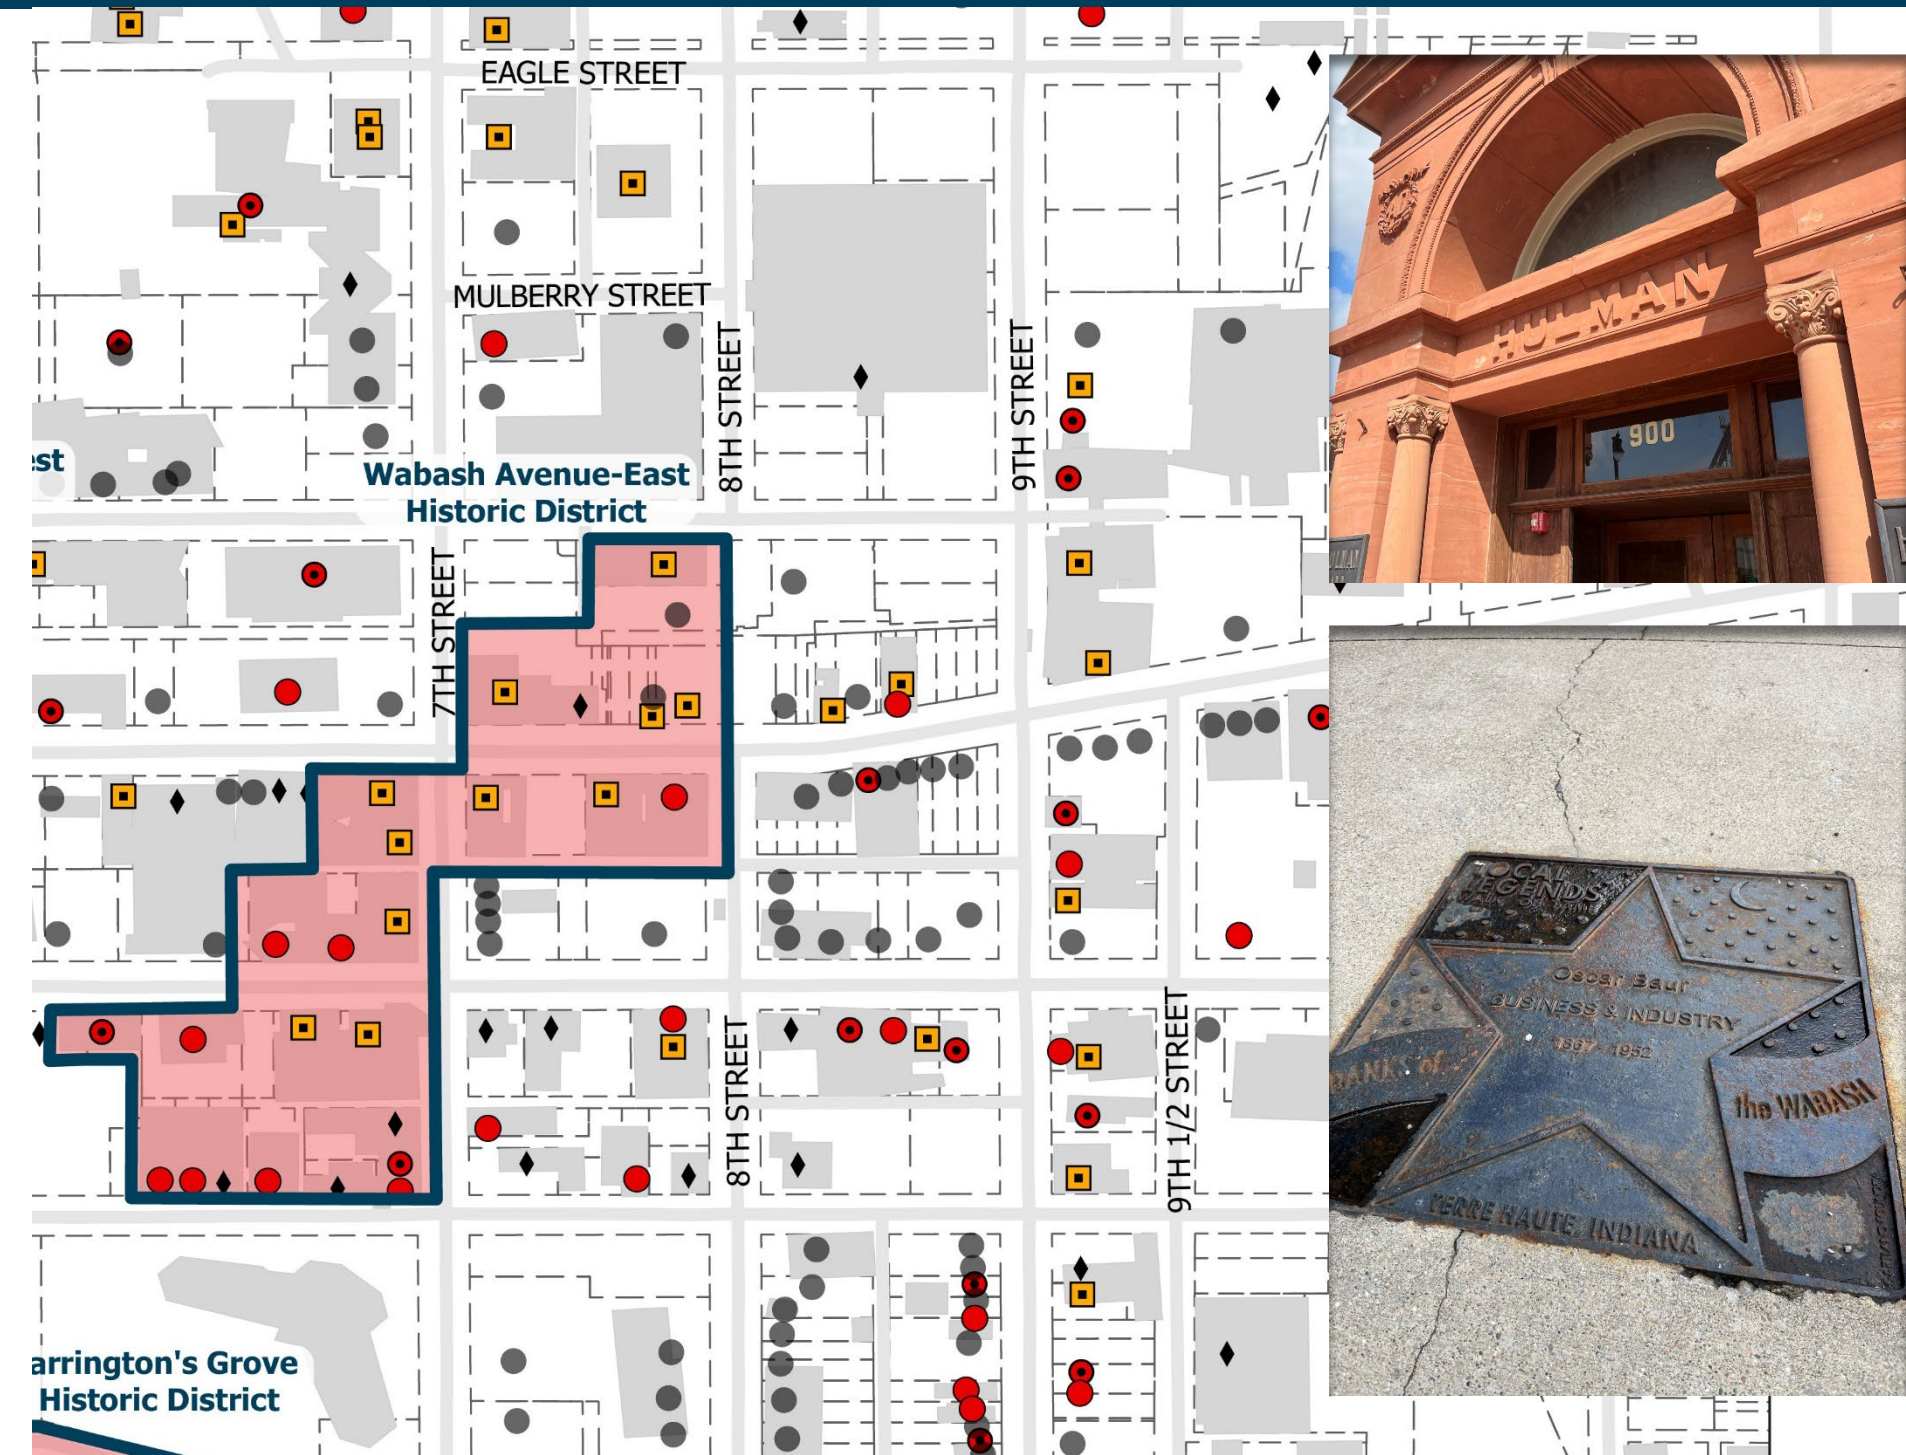 EAGLE STREET
MULBERRY STREET
8TH STREET
9TH STREET
est
Wabash Avenue-East
Historic District
7TH STREET
8TH STREET
9TH 1/2 STREET
arrington's Grove
Historic District
HULMAN
900
LOCAL
LEGENDS
Oscar Baur
BUSINESS & INDUSTRY
BANKS of
the WABASH
TERRE HAUTE, INDIANA